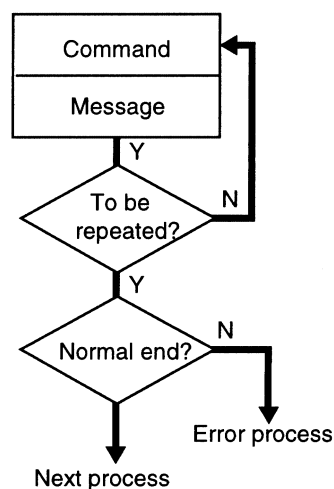 Command
Message
Y
To be
repeated?
N
Y
Normal end?
N
Error process
Next process